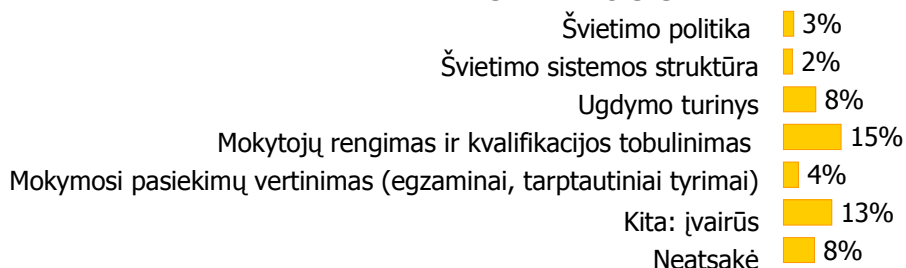 Švietimo politika 3%
Švietimo sistemos struktūra 2%
Ugdymo turinys 8%
Mokytojų rengimas ir kvalifikacijos tobulinimas 15%
Mokymosi pasiekimų vertinimas (egzaminai, tarptautiniai tyrimai) 4%
Kita: įvairūs 13%
Neatsakė 8%